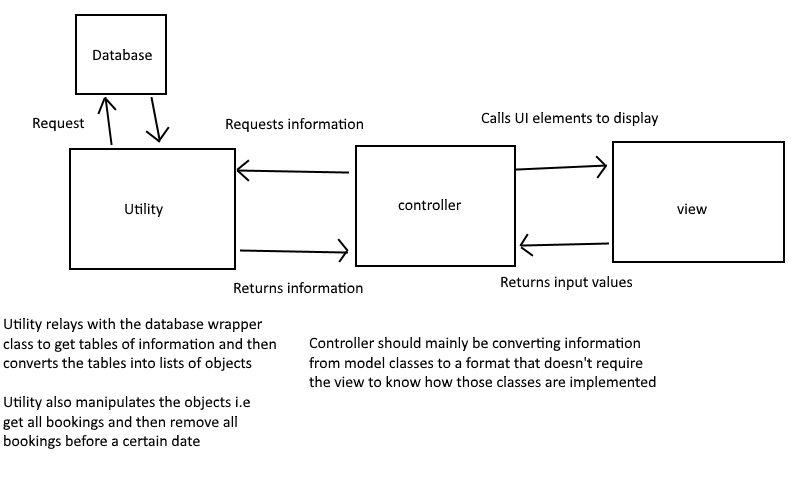 Database
Request
Requests information
Calls UI elements to display
Utility
controller
view
Returns information
Returns input values
Utility relays with the database wrapper
class to get tables of information and then
converts the tables into lists of objects
Utility also manipulates the objects i.e
get all bookings and then remove all
bookings before a certain date
Controller should mainly be converting information
from model classes to a format that doesn't require
the view to know how those classes are implemented